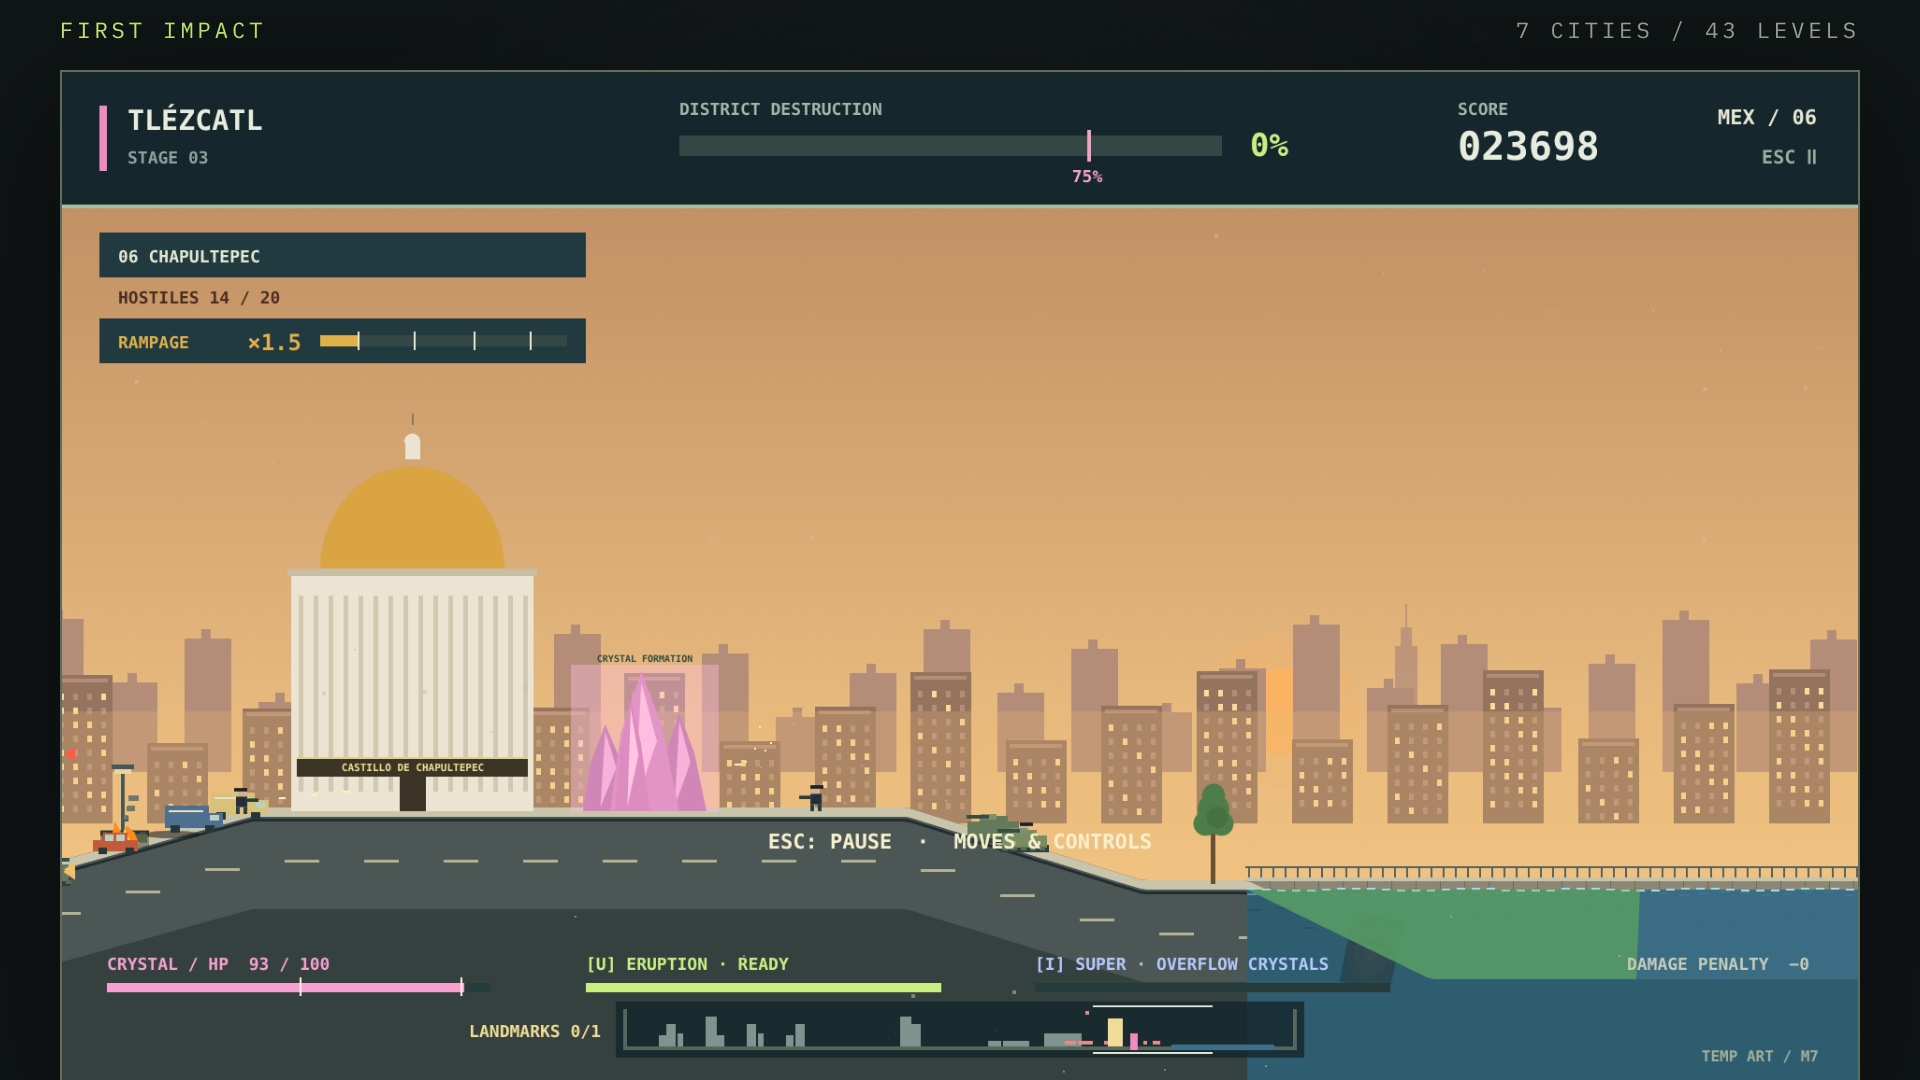 FIRST IMPACT
7 CITIES / 43 LEVELS
TLÉZCATL
STAGE 03
DISTRICT DESTRUCTION
0%
75%
SCORE
023698
MEX / 06
ESC II
06 CHAPULTEPEC
HOSTILES 14 / 20
RAMPAGE ×1.5
CRYSTAL FORMATION
CASTILLO DE CHAPULTEPEC
ESC: PAUSE · MOVES & CONTROLS
CRYSTAL / HP 93 / 100
[U] ERUPTION · READY
[I] SUPER · OVERFLOW CRYSTALS
DAMAGE PENALTY −0
LANDMARKS 0/1
TEMP ART / M7